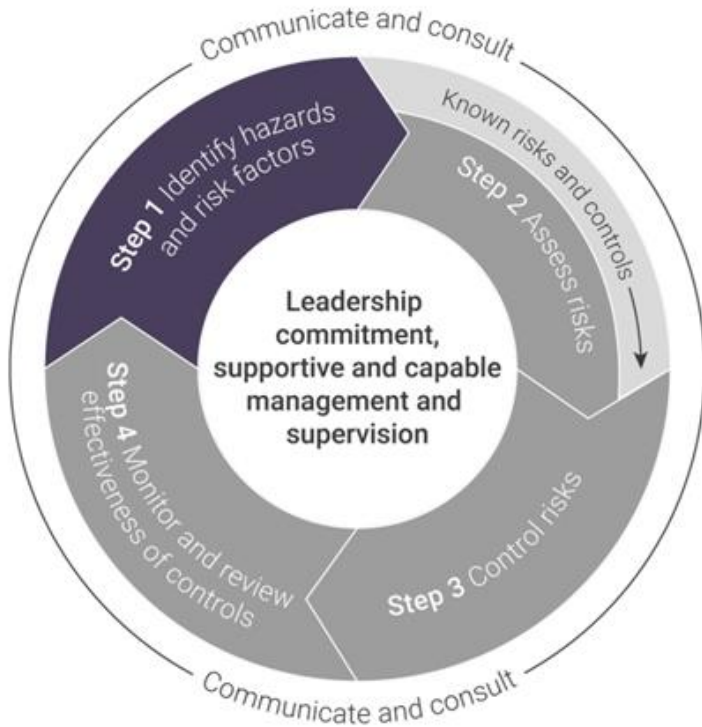 Communicate and consult
Step 1 Identify hazards
and risk factors
Known risks and controls
Step 2 Assess risks
Leadership
commitment,
supportive and capable
management and
supervision
Step 3 Control risks
Step 4 Monitor and review
effectiveness of controls
Communicate and consult